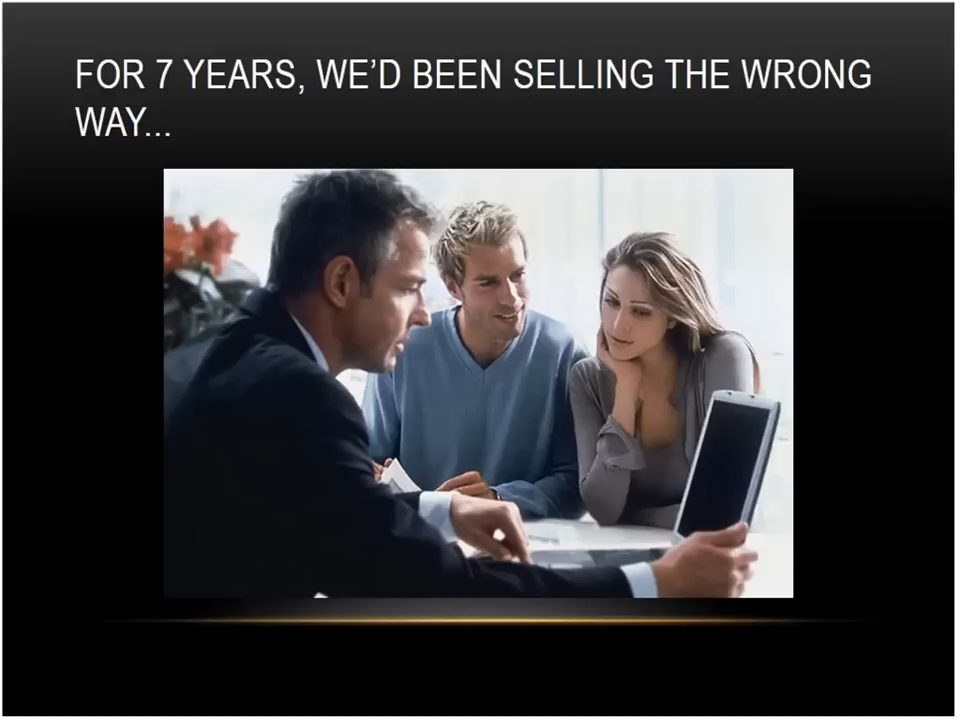 FOR 7 YEARS, WE’D BEEN SELLING THE WRONG
WAY...